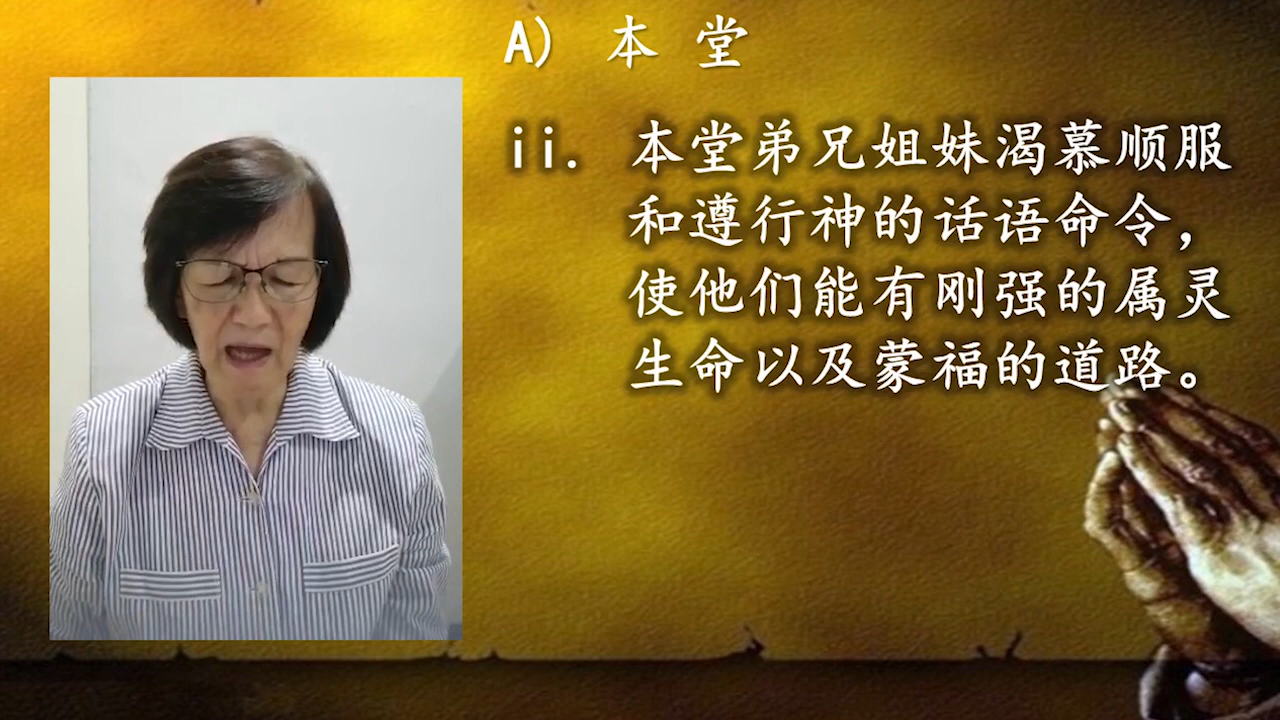 A) 本 堂
ii. 本堂弟兄姐妹渴慕顺服
和遵行神的话语命令，
使他们能有刚强的属灵
生命以及蒙福的道路。